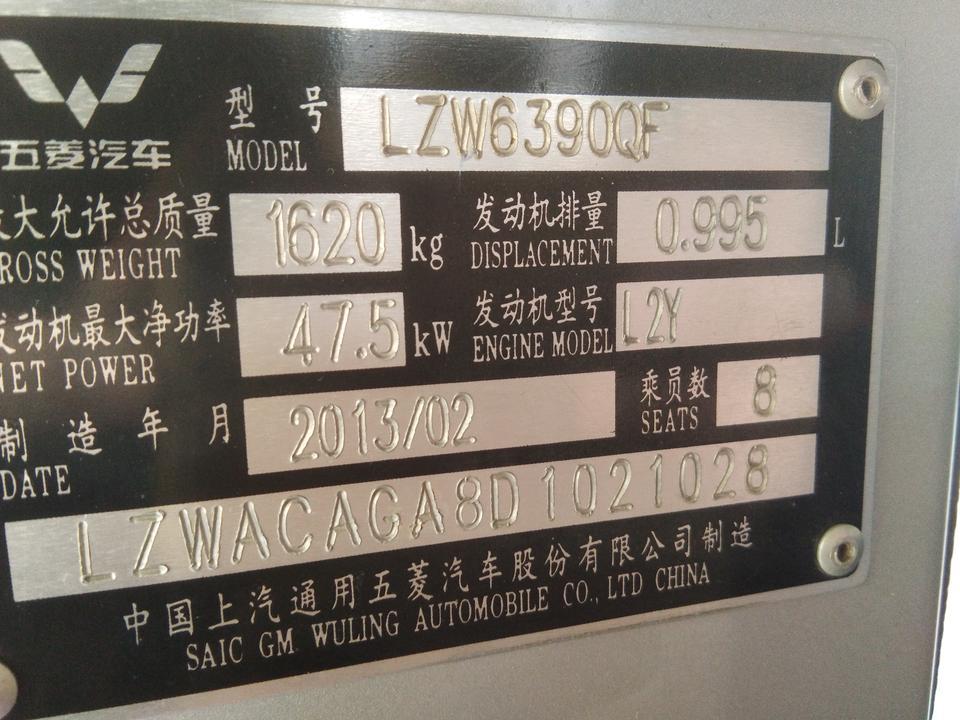 五菱汽车
型号 LZW6390QF
MODEL
大允许总质量 1620 kg 发动机排量 0.995 L
ROSS WEIGHT DISPLACEMENT
动机最大净功率 47.5 kW 发动机型号 L2Y
NET POWER ENGINE MODEL
制造年月 2013/02 乘员数 8
DATE SEATS
LZWACAGA8D1021028
中国上汽通用五菱汽车股份有限公司制造
SAIC GM WULING AUTOMOBILE CO., LTD CHINA